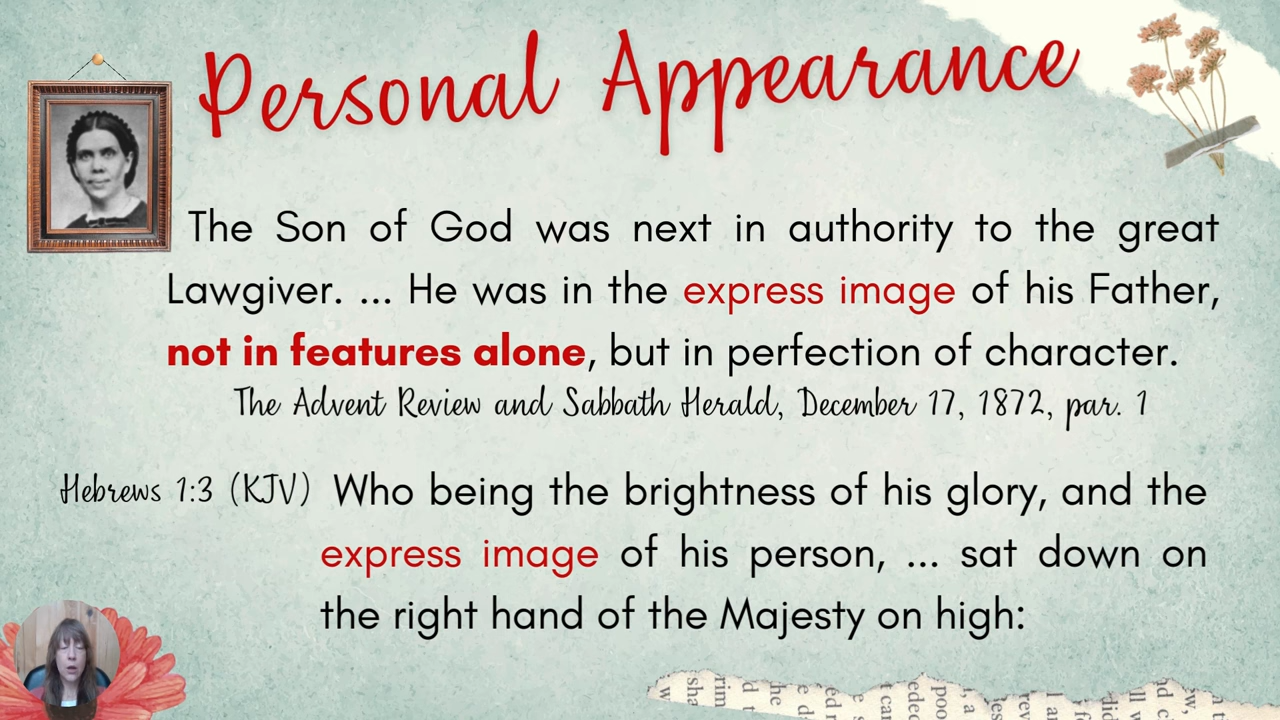 Personal Appearance
The Son of God was next in authority to the great
Lawgiver. ... He was in the express image of his Father,
not in features alone, but in perfection of character.
The Advent Review and Sabbath Herald, December 17, 1872, par. 1
Hebrews 1:3 (KJV) Who being the brightness of his glory, and the
express image of his person, ... sat down on
the right hand of the Majesty on high: